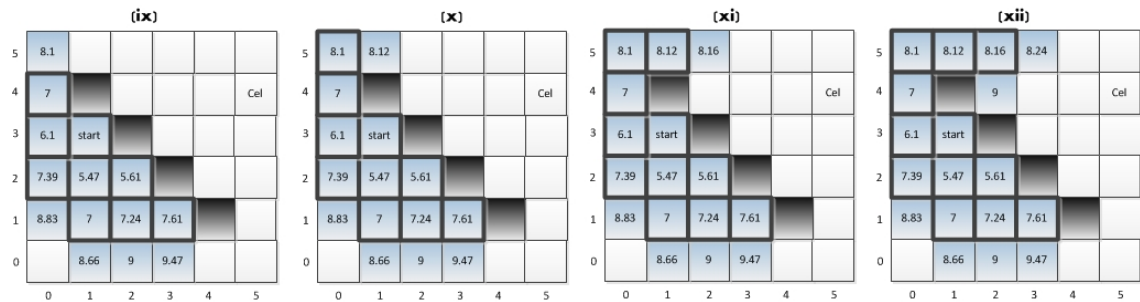 (ix) (x) (xi) (xii)
5 8.1 5 8.1 8.12 5 8.1 8.12 8.16 5 8.1 8.12 8.16 8.24
4 7 Cel 4 7 Cel 4 7 Cel 4 7 9 Cel
3 6.1 start 3 6.1 start 3 6.1 start 3 6.1 start
2 7.39 5.47 5.61 2 7.39 5.47 5.61 2 7.39 5.47 5.61 2 7.39 5.47 5.61
1 8.83 7 7.24 7.61 1 8.83 7 7.24 7.61 1 8.83 7 7.24 7.61 1 8.83 7 7.24 7.61
0 8.66 9 9.47 0 8.66 9 9.47 0 8.66 9 9.47 0 8.66 9 9.47
0 1 2 3 4 5 0 1 2 3 4 5 0 1 2 3 4 5 0 1 2 3 4 5